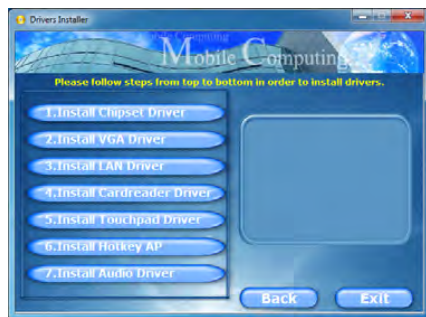 Drivers Installer
Mobile Computing
Mobile Computing
Please follow steps from top to bottom in order to install drivers.
1.Install Chipset Driver
2.Install VGA Driver
3.Install LAN Driver
4.Install Cardreader Driver
5.Install Touchpad Driver
6.Install Hotkey AP
7.Install Audio Driver
Back
Exit